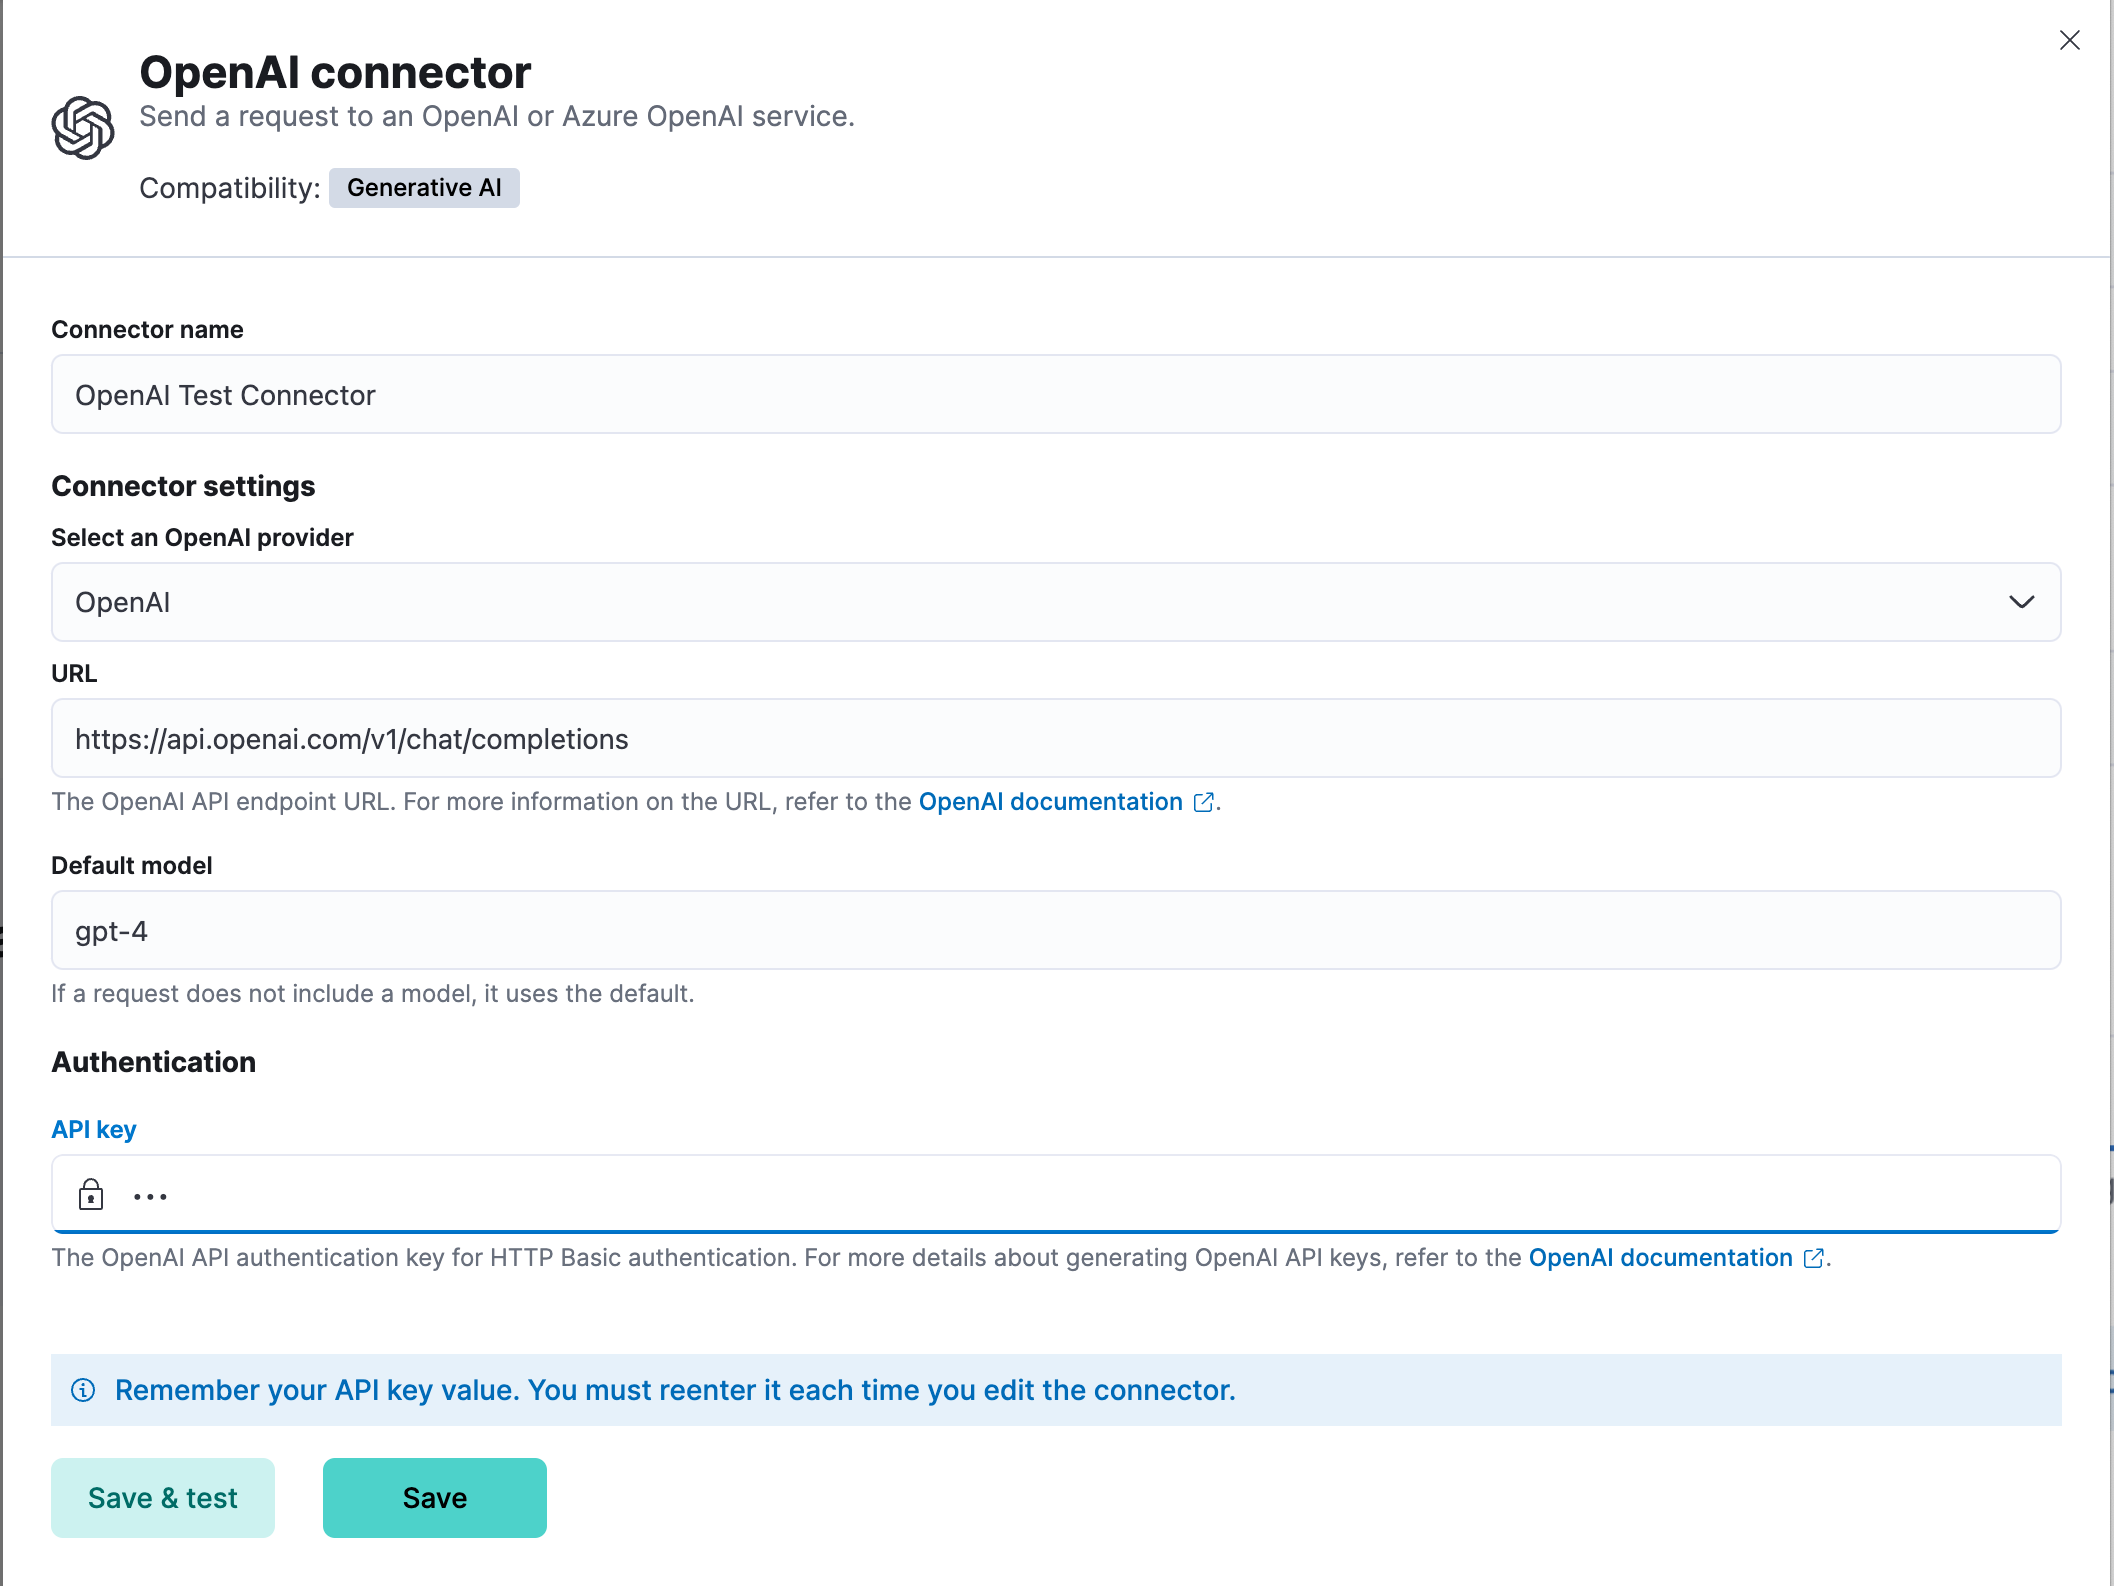 OpenAI connector
Send a request to an OpenAI or Azure OpenAI service.
Compatibility: Generative AI
Connector name
OpenAI Test Connector
Connector settings
Select an OpenAI provider
OpenAI
URL
https://api.openai.com/v1/chat/completions
The OpenAI API endpoint URL. For more information on the URL, refer to the OpenAI documentation.
Default model
gpt-4
If a request does not include a model, it uses the default.
Authentication
API key
•••
The OpenAI API authentication key for HTTP Basic authentication. For more details about generating OpenAI API keys, refer to the OpenAI documentation.
Remember your API key value. You must reenter it each time you edit the connector.
Save & test Save